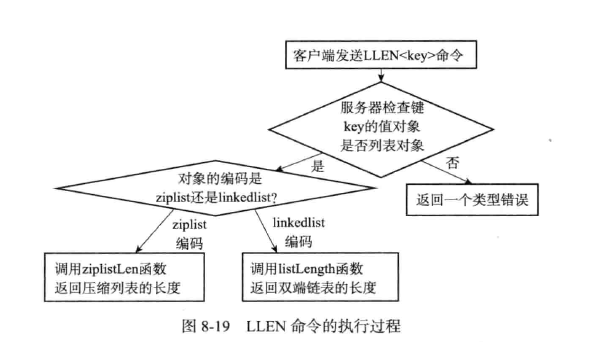 客户端发送LLEN<key>命令
服务器检查键
key的值对象
是否列表对象
是
否
对象的编码是
ziplist还是linkedlist?
返回一个类型错误
ziplist
编码
linkedlist
编码
调用ziplistLen函数
返回压缩列表的长度
调用listLength函数
返回双端链表的长度
图 8-19 LLEN 命令的执行过程